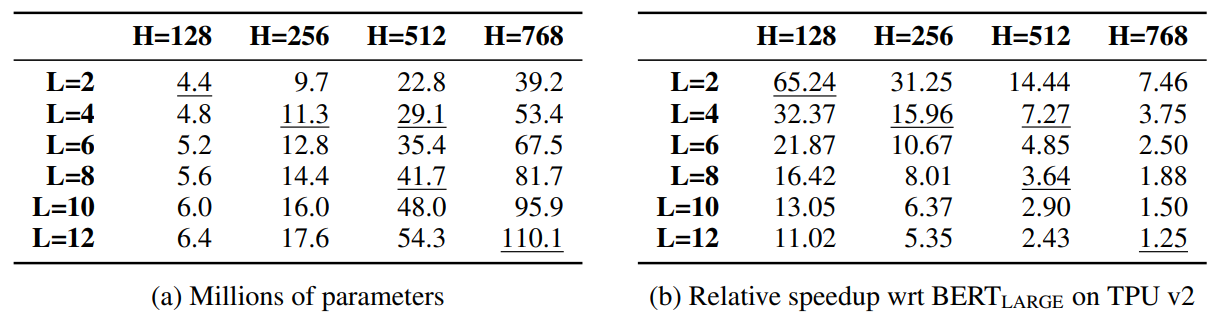 H=128 H=256 H=512 H=768
L=2 4.4 9.7 22.8 39.2
L=4 4.8 11.3 29.1 53.4
L=6 5.2 12.8 35.4 67.5
L=8 5.6 14.4 41.7 81.7
L=10 6.0 16.0 48.0 95.9
L=12 6.4 17.6 54.3 110.1
(a) Millions of parameters
H=128 H=256 H=512 H=768
L=2 65.24 31.25 14.44 7.46
L=4 32.37 15.96 7.27 3.75
L=6 21.87 10.67 4.85 2.50
L=8 16.42 8.01 3.64 1.88
L=10 13.05 6.37 2.90 1.50
L=12 11.02 5.35 2.43 1.25
(b) Relative speedup wrt BERTLARGE on TPU v2